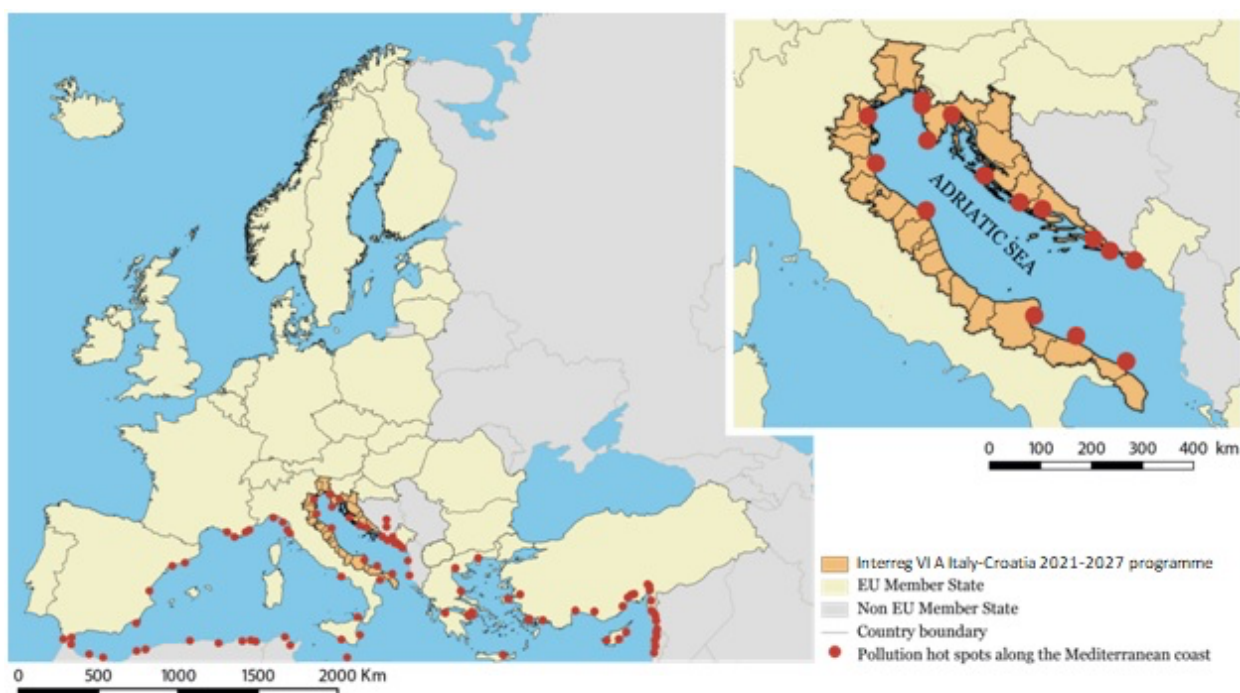 ADRIATIC SEA
0 100 200 300 400 km
Interreg VI A Italy-Croatia 2021-2027 programme
EU Member State
Non EU Member State
Country boundary
Pollution hot spots along the Mediterranean coast
0 500 1000 1500 2000 Km